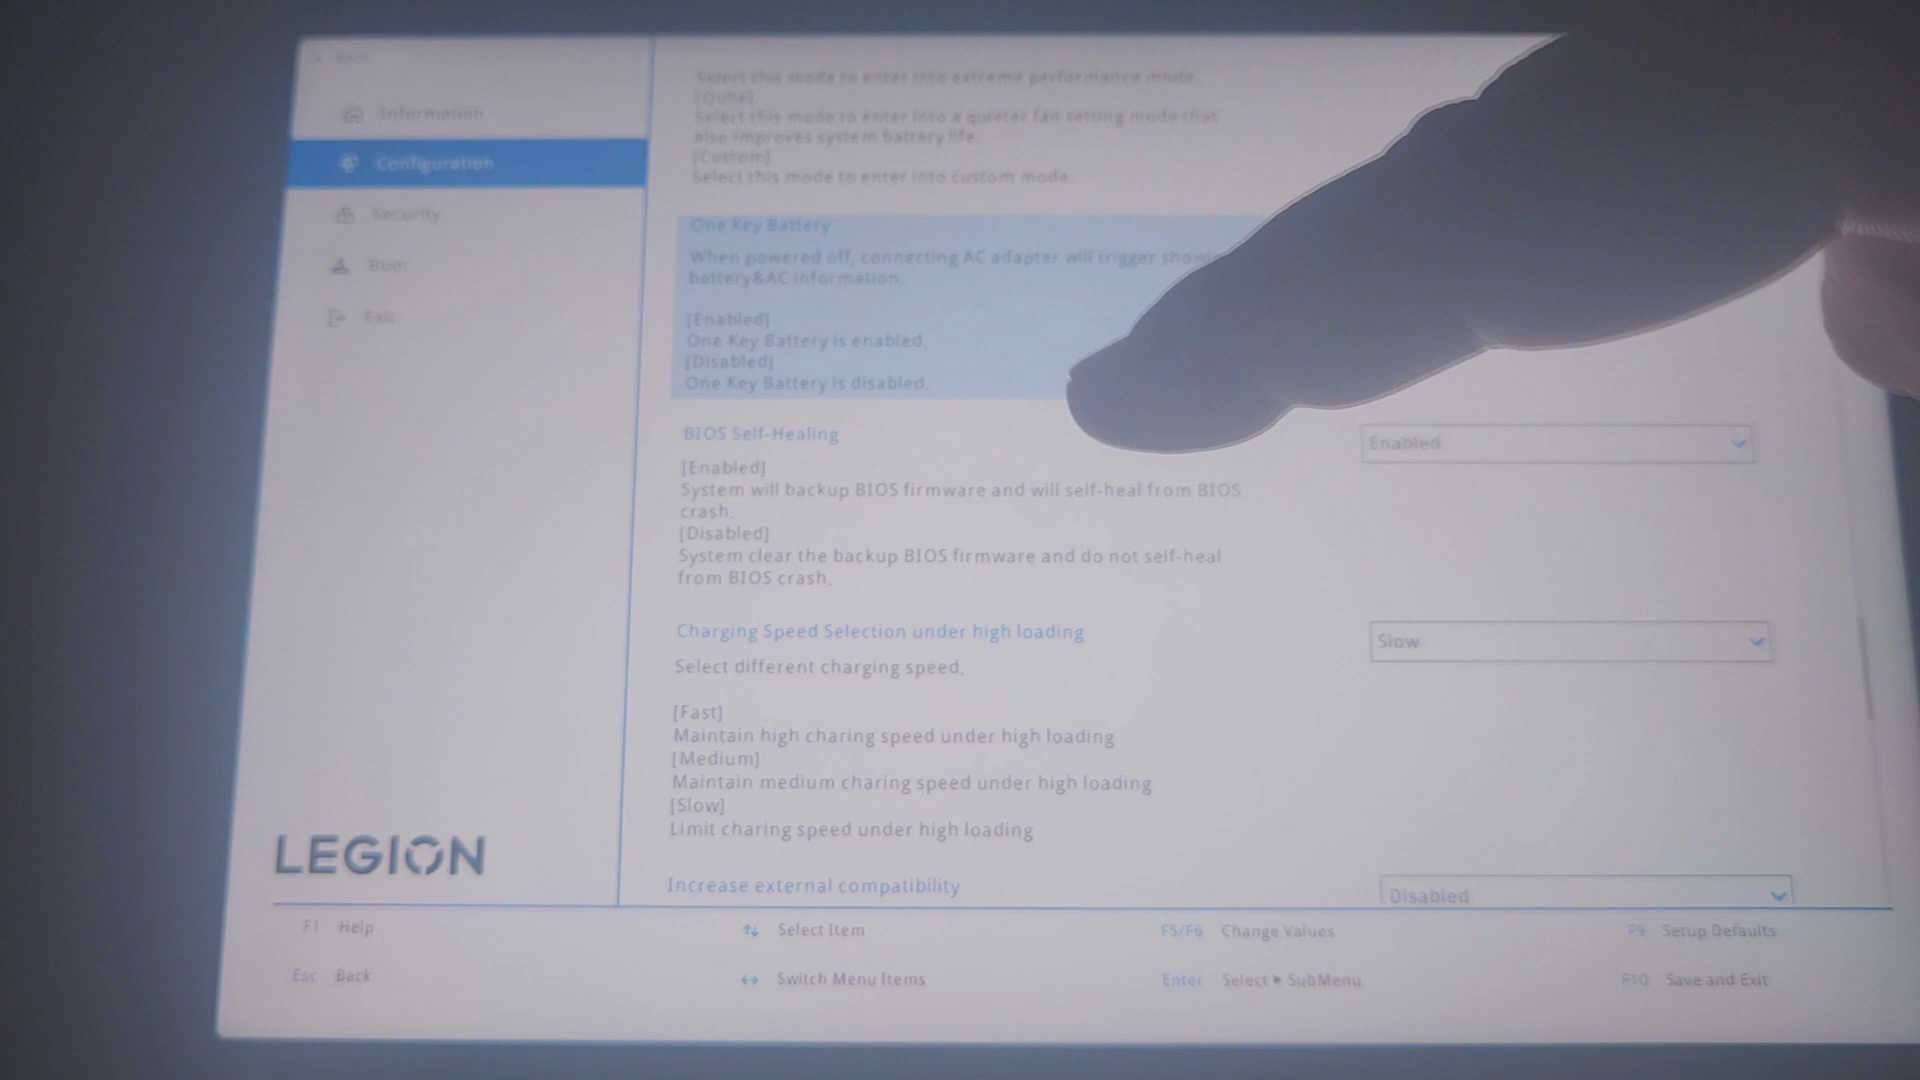 Back
Information
Configuration
Security
Boot
Exit
LEGION
Select this mode to enter into extreme performance mode.
[Quite]
Select this mode to enter into a quieter fan setting mode that
also improves system battery life.
[Custom]
Select this mode to enter into custom mode.
One Key Battery
When powered off, connecting AC adapter will trigger show
battery&AC information.
[Enabled]
One Key Battery is enabled.
[Disabled]
One Key Battery is disabled.
BIOS Self-Healing
Enabled
[Enabled]
System will backup BIOS firmware and will self-heal from BIOS
crash.
[Disabled]
System clear the backup BIOS firmware and do not self-heal
from BIOS crash.
Charging Speed Selection under high loading
Slow
Select different charging speed.
[Fast]
Maintain high charing speed under high loading
[Medium]
Maintain medium charing speed under high loading
[Slow]
Limit charing speed under high loading
Increase external compatibility
Disabled
F1 Help
↑↓ Select Item
F5/F6 Change Values
F9 Setup Defaults
Esc Back
↔ Switch Menu Items
Enter Select ▸ SubMenu
F10 Save and Exit